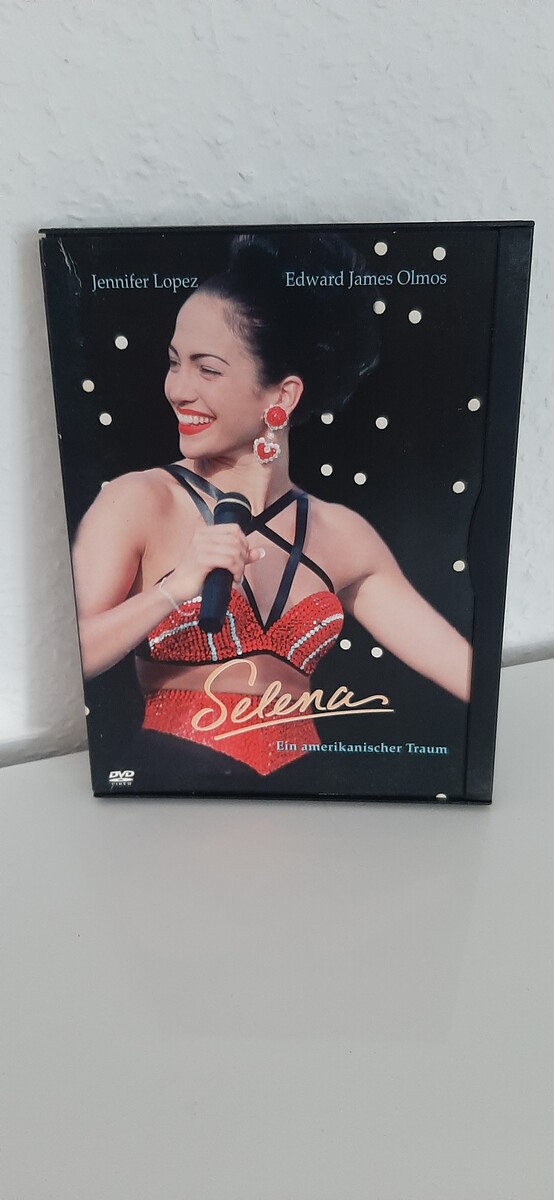 Jennifer Lopez Edward James Olmos
Selena
Ein amerikanischer Traum
DVD
VIDEO